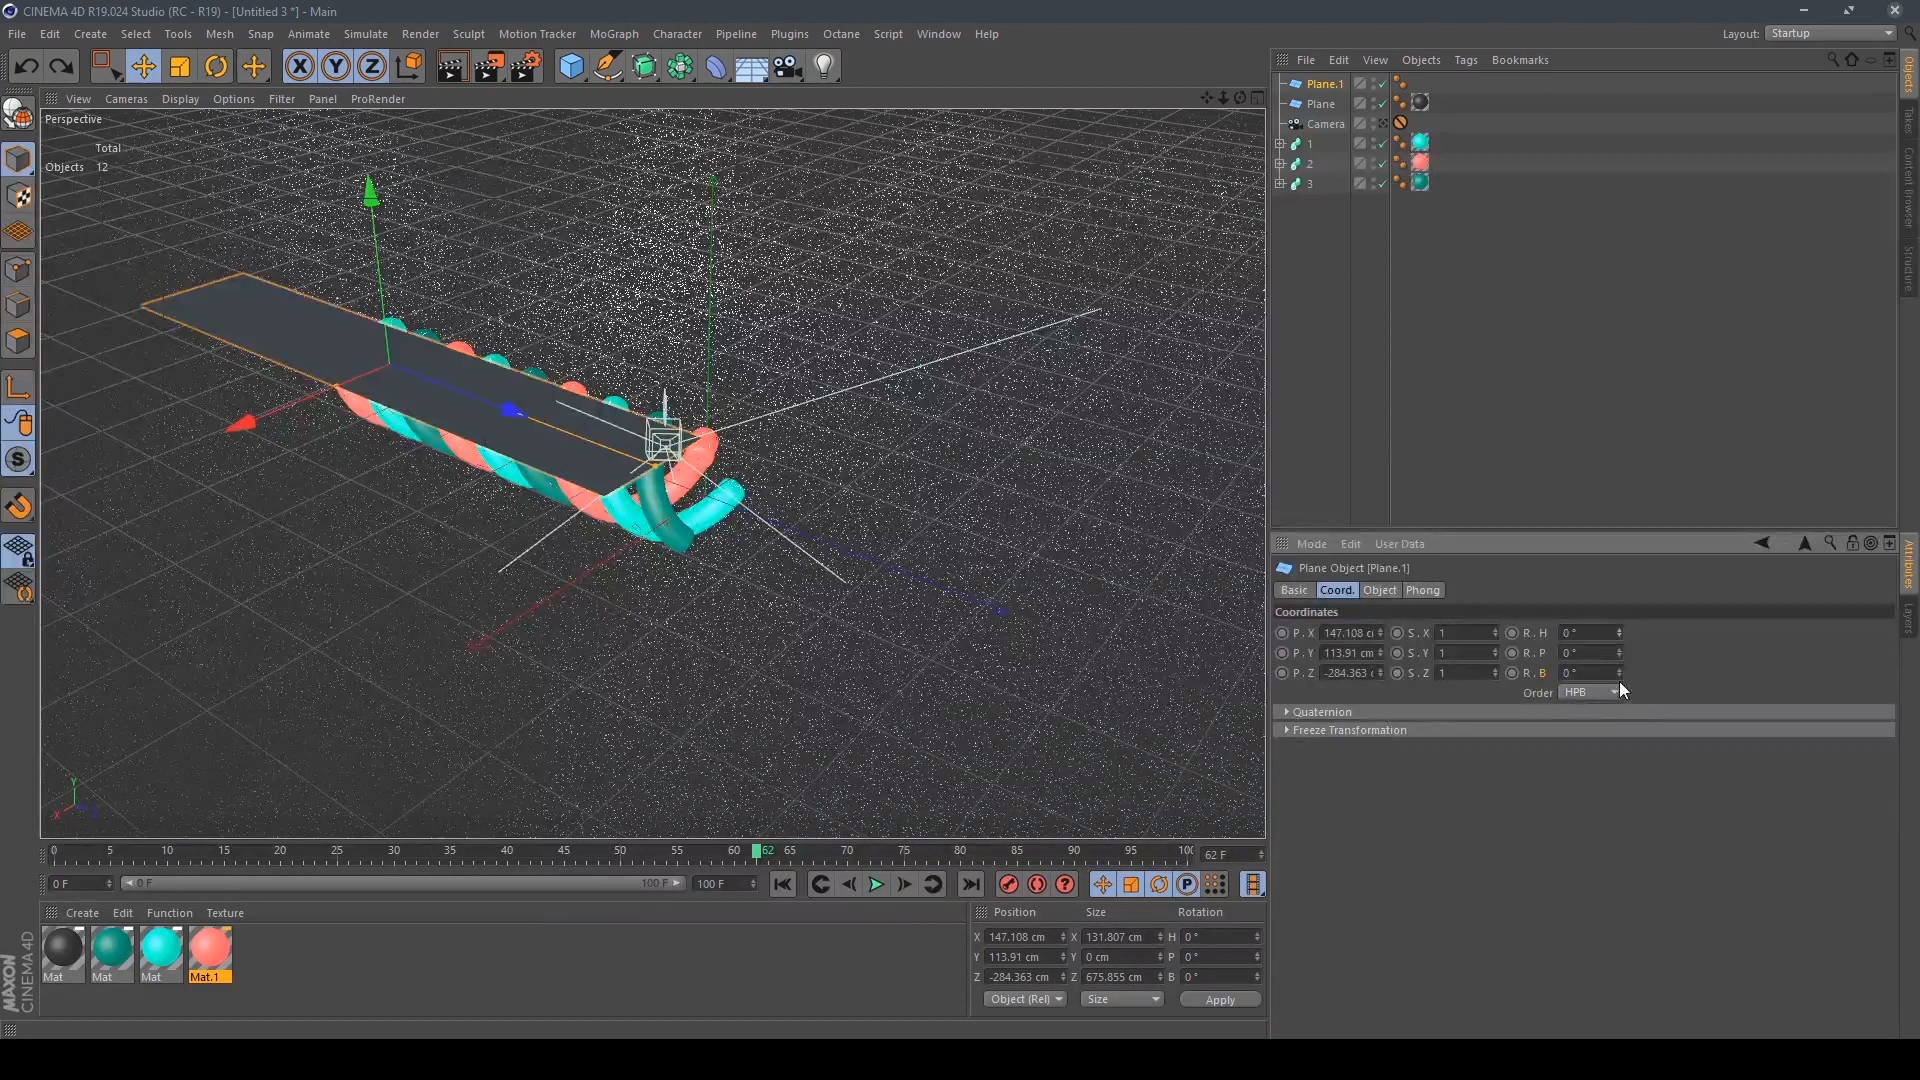 CINEMA 4D R19.024 Studio (RC - R19) - [Untitled 3 *] - Main
File Edit Create Select Tools Mesh Snap Animate Simulate Render Sculpt Motion Tracker MoGraph Character Pipeline Plugins Octane Script Window Help
Layout: Startup
X Y Z
View Cameras Display Options Filter Panel ProRender
Perspective
Total
Objects 12
Y
X
0 5 10 15 20 25 30 35 40 45 50 55 60 62 65 70 75 80 85 90 95 100
62 F
0 F
0 F
100 F
100 F
P
S
Create Edit Function Texture
Mat
Mat
Mat
Mat.1
MAXON
CINEMA 4D
Position Size Rotation
X 147.108 cm X 131.807 cm H 0 °
Y 113.91 cm Y 0 cm P 0 °
Z -284.363 cm Z 675.855 cm B 0 °
Object (Rel) Size Apply
File Edit View Objects Tags Bookmarks
Plane.1
Plane
Camera
1
2
3
Objects
Takes
Content Browser
Structure
Mode Edit User Data
Plane Object [Plane.1]
Basic Coord. Object Phong
Coordinates
P . X 147.108 c S . X 1 R . H 0 °
P . Y 113.91 cm S . Y 1 R . P 0 °
P . Z -284.363 c S . Z 1 R . B 0 °
Order HPB
Quaternion
Freeze Transformation
Attributes
Layers